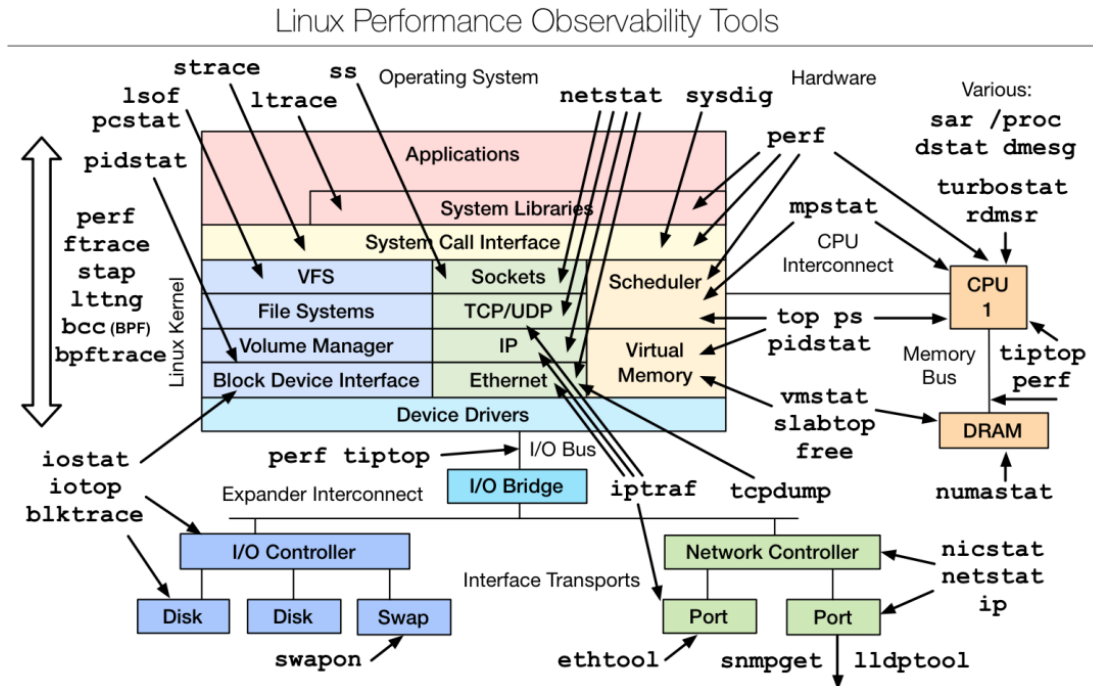 Linux Performance Observability Tools
strace
ss
Operating System
Hardware
Various:
lsof
pcstat
ltrace
netstat
sysdig
sar /proc
dstat dmesg
pidstat
Applications
perf
turbostat
rdmsr
System Libraries
mpstat
perf
ftrace
stap
lttng
bcc (BPF)
bpftrace
Linux Kernel
System Call Interface
CPU
Interconnect
VFS
Sockets
Scheduler
CPU
1
File Systems
TCP/UDP
top ps
pidstat
Volume Manager
IP
Virtual
Memory
Memory
Bus
tiptop
perf
Block Device Interface
Ethernet
vmstat
slabtop
free
Device Drivers
DRAM
iostat
iotop
blktrace
perf tiptop
I/O Bus
Expander Interconnect
I/O Bridge
iptraf
tcpdump
numastat
I/O Controller
Network Controller
nicstat
netstat
ip
Interface Transports
Disk
Disk
Swap
Port
Port
swapon
ethtool
snmpget
lldptool